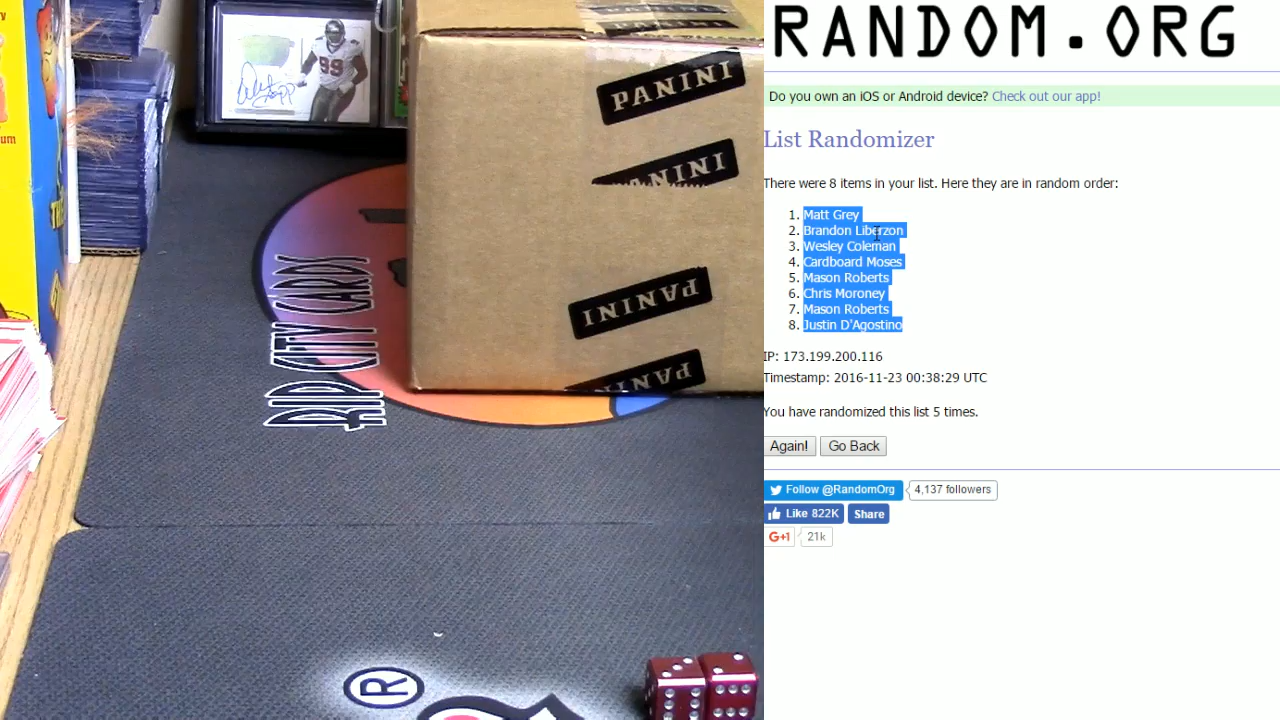 99
PANINI
PANINI
PANINI
PANINI
RIP CITY CARDS
®
RANDOM.ORG
Do you own an iOS or Android device? Check out our app!
List Randomizer
There were 8 items in your list. Here they are in random order:
1. Matt Grey
2. Brandon Liberzon
3. Wesley Coleman
4. Cardboard Moses
5. Mason Roberts
6. Chris Moroney
7. Mason Roberts
8. Justin D'Agostino
IP: 173.199.200.116
Timestamp: 2016-11-23 00:38:29 UTC
You have randomized this list 5 times.
Again! Go Back
Follow @RandomOrg 4,137 followers
Like 822K Share
G+1 21k